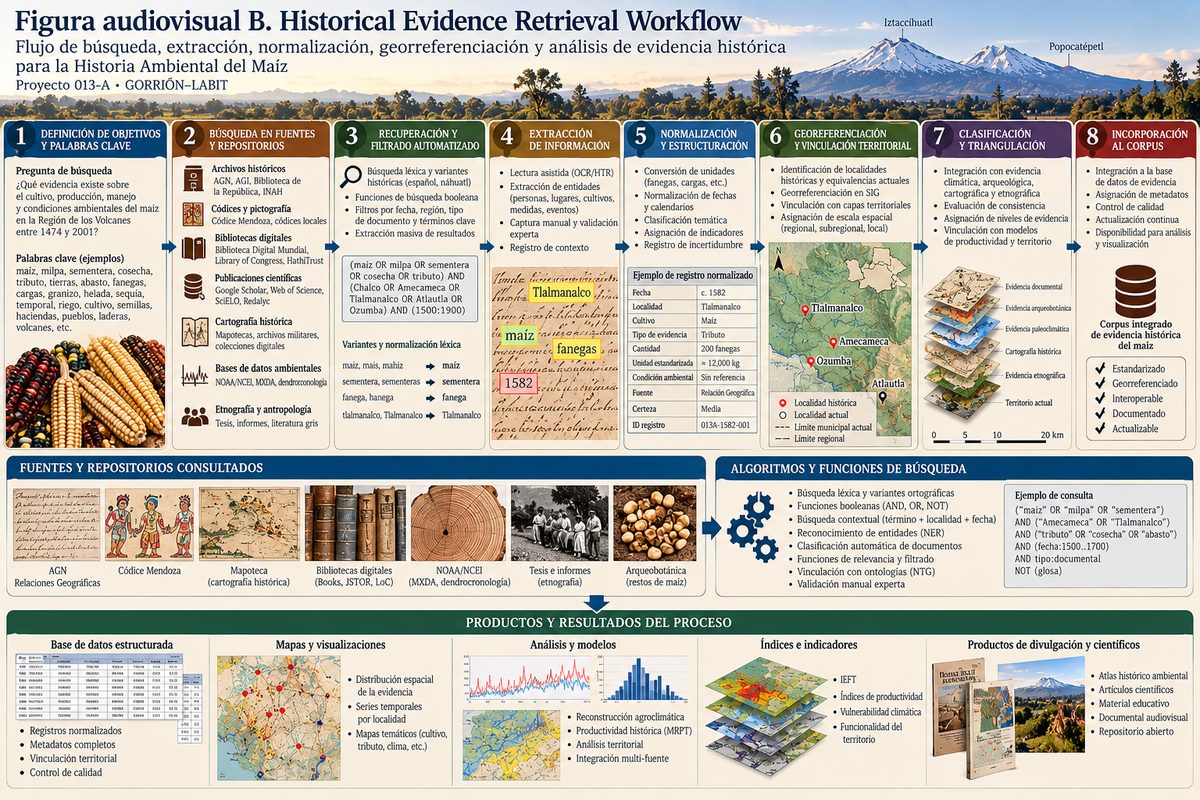 Figura audiovisual B. Historical Evidence Retrieval Workflow
Flujo de búsqueda, extracción, normalización, georreferenciación y análisis de evidencia histórica
para la Historia Ambiental del Maíz
Proyecto 013-A • GORRIÓN–LABIT
Iztaccíhuatl
Popocatépetl
1
DEFINICIÓN DE OBJETIVOS
Y PALABRAS CLAVE
Pregunta de búsqueda
¿Qué evidencia existe sobre
el cultivo, producción, manejo
y condiciones ambientales del maíz
en la Región de los Volcanes
entre 1474 y 2001?
Palabras clave (ejemplos)
maíz, milpa, sementera, cosecha,
tributo, tierras, abasto, fanegas,
cargas, granizo, helada, sequía,
temporal, riego, cultivo, semillas,
haciendas, pueblos, laderas,
volcanes, etc.
2
BÚSQUEDA EN FUENTES
Y REPOSITORIOS
Archivos históricos
AGN, AGI, Biblioteca de
la República, INAH
Códices y pictografía
Códice Mendoza, códices locales
Bibliotecas digitales
Biblioteca Digital Mundial,
Library of Congress, HathiTrust
Publicaciones científicas
Google Scholar, Web of Science,
SciELO, Redalyc
Cartografía histórica
Mapotecas, archivos militares,
colecciones digitales
Bases de datos ambientales
NOAA/NCEI, MXDA, dendrocconología
Etnografía y antropología
Tesis, informes, literatura gris
3
RECUPERACIÓN Y
FILTRADO AUTOMATIZADO
Búsqueda léxica y variantes
históricas (español, náhuatl)
• Funciones de búsqueda booleana
• Filtros por fecha, región, tipo
de documento y términos clave
• Extracción masiva de resultados
(maíz OR milpa OR sementera
OR cosecha OR tributo) AND
(Chalco OR Amecameca OR
Tlalmanalco OR Atlautla OR
Ozumba) AND (1500:1900)
Variantes y normalización léxica
maiz, mais, mahiz → maíz
sementera, sementeras → sementera
fanega, hanega → fanega
tlalmanalco, Tlalmanalco → Tlalmanalco
4
EXTRACCIÓN
DE INFORMACIÓN
• Lectura asistida (OCR/HTR)
• Extracción de entidades
(personas, lugares, cultivos,
medidas, eventos)
• Captura manual y validación
experta
• Registro de contexto
Tlalmanalco
maíz
fanegas
1582
5
NORMALIZACIÓN
Y ESTRUCTURACIÓN
• Conversión de unidades
(fanegas, cargas, etc.)
• Normalización de fechas
y calendarios
• Clasificación temática
• Asignación de indicadores
• Registro de incertidumbre
Ejemplo de registro normalizado
Fecha c. 1582
Localidad Tlalmanalco
Cultivo Maíz
Tipo de evidencia Tributo
Cantidad 200 fanegas
Unidad estandarizada ≈ 12,000 kg
Condición ambiental Sin referencia
Fuente Relación Geográfica
Certeza Media
ID registro 013A-1582-001
6
GEORREFERENCIACIÓN
Y VINCULACIÓN TERRITORIAL
• Identificación de localidades
históricas y equivalencias actuales
• Georreferenciación en SIG
• Vinculación con capas territoriales
• Asignación de escala espacial
(regional, subregional, local)
N
Tlalmanalco
Amecameca
Ozumba
Atlautla
Localidad histórica
Localidad actual
Límite municipal actual
Límite regional
7
CLASIFICACIÓN
Y TRIANGULACIÓN
• Integración con evidencia
climática, arqueológica,
cartográfica y etnográfica
• Evaluación de consistencia
• Asignación de niveles de evidencia
• Vinculación con modelos
de productividad y territorio
Evidencia documental
Evidencia arqueobotánica
Evidencia paleoclimática
Cartografía histórica
Evidencia etnográfica
Territorio actual
0 5 10 20 km
8
INCORPORACIÓN
AL CORPUS
• Integración a la base
de datos de evidencia
• Asignación de metadatos
• Control de calidad
• Actualización continua
• Disponibilidad para análisis
y visualización
Corpus integrado
de evidencia histórica
del maíz
Estandarizado
Georreferenciado
Interoperable
Documentado
Actualizable
FUENTES Y REPOSITORIOS CONSULTADOS
AGN
Relaciones Geográficas
Códice Mendoza
Mapoteca
(cartografía histórica)
Bibliotecas digitales
(Books, JSTOR, LoC)
NOAA/NCEI
(MXDA, dendrocronología)
Tesis e informes
(etnografía)
Arqueobotánica
(restos de maíz)
ALGORITMOS Y FUNCIONES DE BÚSQUEDA
• Búsqueda léxica y variantes ortográficas
• Funciones booleanas (AND, OR, NOT)
• Búsqueda contextual (término + localidad + fecha)
• Reconocimiento de entidades (NER)
• Clasificación automática de documentos
• Funciones de relevancia y filtrado
• Vinculación con ontologías (NTG)
• Validación manual experta
Ejemplo de consulta
("maiz" OR "milpa" OR "sementera")
AND ("Amecameca" OR "Tlalmanalco")
AND ("tributo" OR "cosecha" OR "abasto")
AND (fecha:1500..1700)
AND tipo:documental
NOT (glosa)
PRODUCTOS Y RESULTADOS DEL PROCESO
Base de datos estructurada
• Registros normalizados
• Metadatos completos
• Vinculación territorial
• Control de calidad
Mapas y visualizaciones
• Distribución espacial
de la evidencia
• Series temporales
por localidad
• Mapas temáticos (cultivo,
tributo, clima, etc.)
Análisis y modelos
• Reconstrucción agroclimática
• Productividad histórica (MRPT)
• Análisis territorial
• Integración multi-fuente
Índices e indicadores
• IEFT
• Índices de productividad
• Vulnerabilidad climática
• Funcionalidad del
territorio
Productos de divulgación y científicos
• Atlas histórico ambiental
• Artículos científicos
• Material educativo
• Documental audiovisual
• Repositorio abierto